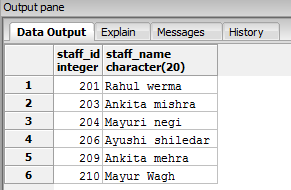 Output pane
Data Output Explain Messages History
staff_id staff_name
integer character(20)
1 201 Rahul werma
2 203 Ankita mishra
3 204 Mayuri negi
4 206 Ayushi shiledar
5 209 Ankita mehra
6 210 Mayur Wagh